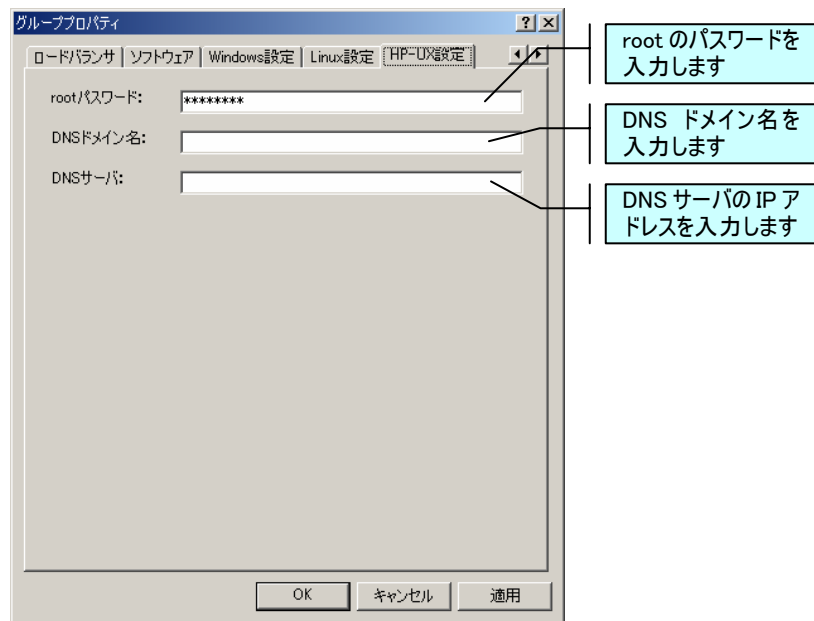 グループプロパティ
ロードバランサ ソフトウェア Windows設定 Linux設定 HP-UX設定
rootパスワード: ********
DNSドメイン名:
DNSサーバ:
OK キャンセル 適用
root のパスワードを
入力します
DNS ドメイン名を
入力します
DNS サーバの IP ア
ドレスを入力します